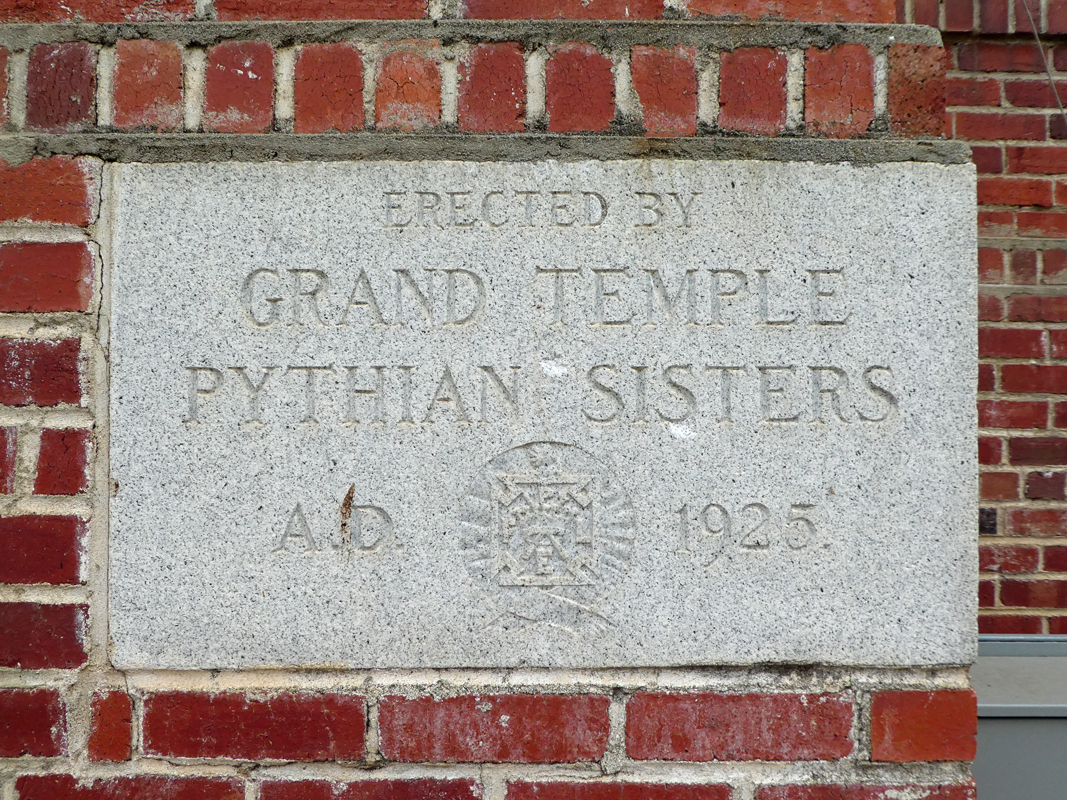 ERECTED BY
GRAND TEMPLE
PYTHIAN SISTERS
A.D. 1925.